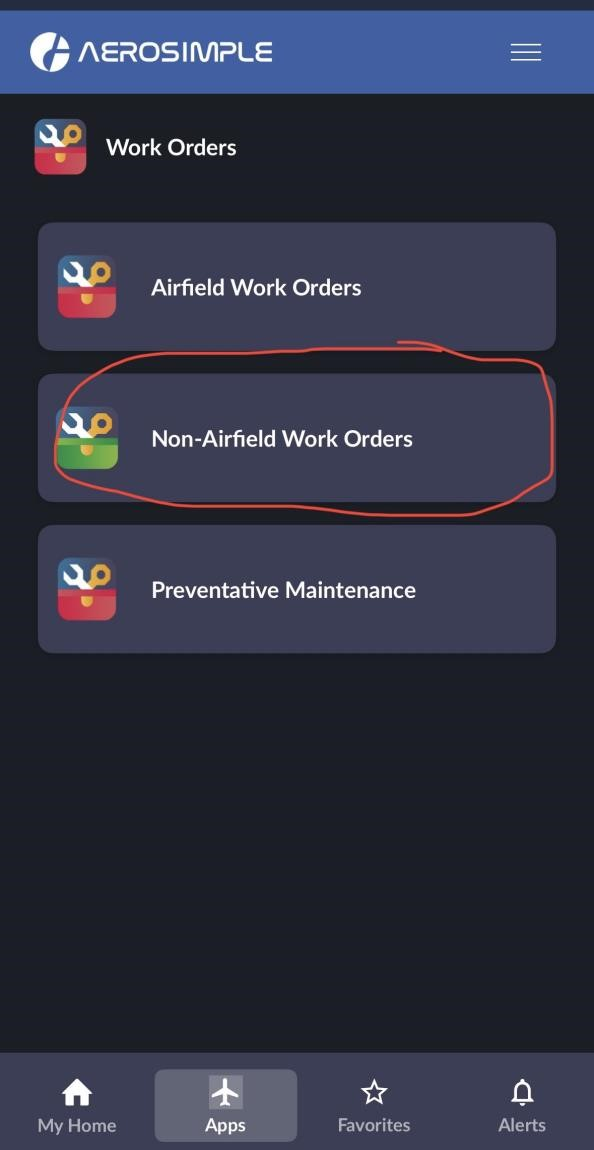 AEROSIMPLE
Work Orders
Airfield Work Orders
Non-Airfield Work Orders
Preventative Maintenance
My Home
Apps
Favorites
Alerts